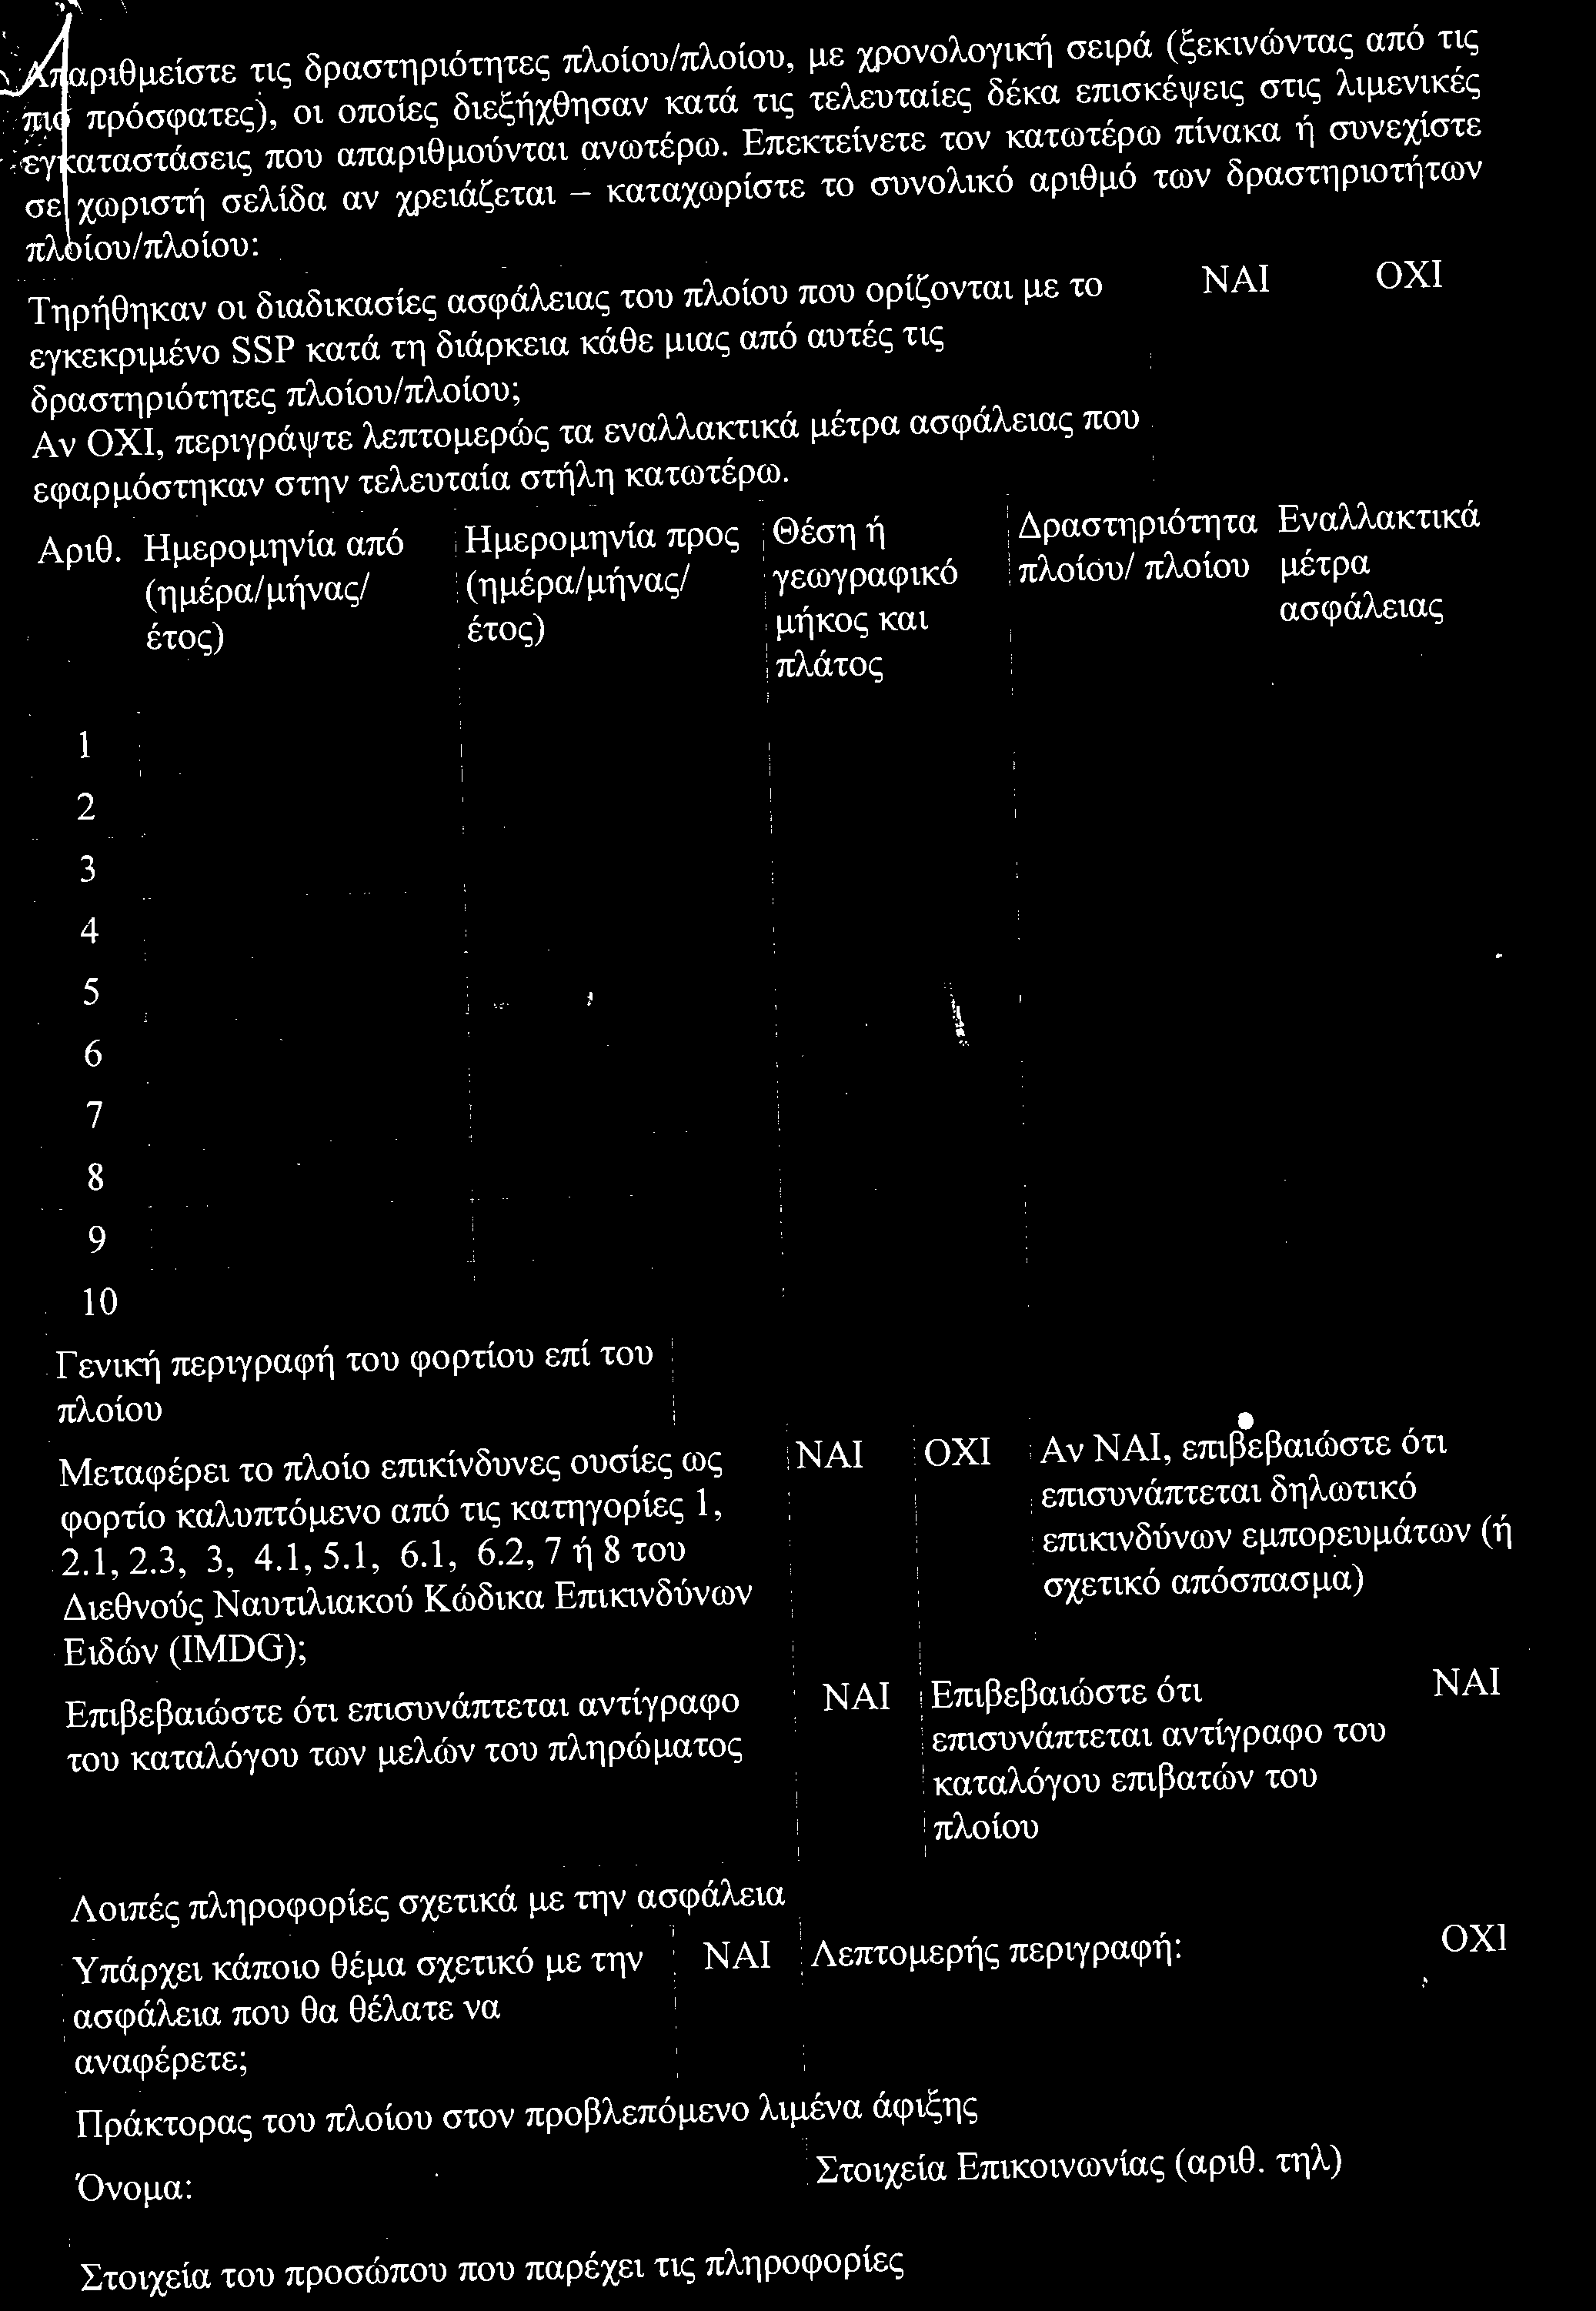 Απαριθμείστε τις δραστηριότητες πλοίου/πλοίου, με χρονολογική σειρά (ξεκινώντας από τις
πιο πρόσφατες), οι οποίες διεξήχθησαν κατά τις τελευταίες δέκα επισκέψεις στις λιμενικές
εγκαταστάσεις που απαριθμούνται ανωτέρω. Επεκτείνετε τον κατωτέρω πίνακα ή συνεχίστε
σε χωριστή σελίδα αν χρειάζεται – καταχωρίστε το συνολικό αριθμό των δραστηριοτήτων
πλοίου/πλοίου:
Τηρήθηκαν οι διαδικασίες ασφάλειας του πλοίου που ορίζονται με το ΝΑΙ ΟΧΙ
εγκεκριμένο SSP κατά τη διάρκεια κάθε μιας από αυτές τις
δραστηριότητες πλοίου/πλοίου;
Αν ΟΧΙ, περιγράψτε λεπτομερώς τα εναλλακτικά μέτρα ασφάλειας που
εφαρμόστηκαν στην τελευταία στήλη κατωτέρω.
Αριθ. Ημερομηνία από Ημερομηνία προς Θέση ή Δραστηριότητα Εναλλακτικά
(ημέρα/μήνας/ (ημέρα/μήνας/ γεωγραφικό πλοίου/ πλοίου μέτρα
έτος) έτος) μήκος και ασφάλειας
πλάτος
1
2
3
4
5
6
7
8
9
10
Γενική περιγραφή του φορτίου επί του
πλοίου
Μεταφέρει το πλοίο επικίνδυνες ουσίες ως ΝΑΙ ΟΧΙ Αν ΝΑΙ, επιβεβαιώστε ότι
φορτίο καλυπτόμενο από τις κατηγορίες 1, επισυνάπτεται δηλωτικό
2.1, 2.3, 3, 4.1, 5.1, 6.1, 6.2, 7 ή 8 του επικινδύνων εμπορευμάτων (ή
Διεθνούς Ναυτιλιακού Κώδικα Επικινδύνων σχετικό απόσπασμα)
Ειδών (IMDG);
Επιβεβαιώστε ότι επισυνάπτεται αντίγραφο ΝΑΙ Επιβεβαιώστε ότι ΝΑΙ
του καταλόγου των μελών του πληρώματος επισυνάπτεται αντίγραφο του
καταλόγου επιβατών του
πλοίου
Λοιπές πληροφορίες σχετικά με την ασφάλεια
Υπάρχει κάποιο θέμα σχετικό με την ΝΑΙ Λεπτομερής περιγραφή: ΟΧΙ
ασφάλεια που θα θέλατε να
αναφέρετε;
Πράκτορας του πλοίου στον προβλεπόμενο λιμένα άφιξης
Όνομα: Στοιχεία Επικοινωνίας (αριθ. τηλ)
Στοιχεία του προσώπου που παρέχει τις πληροφορίες